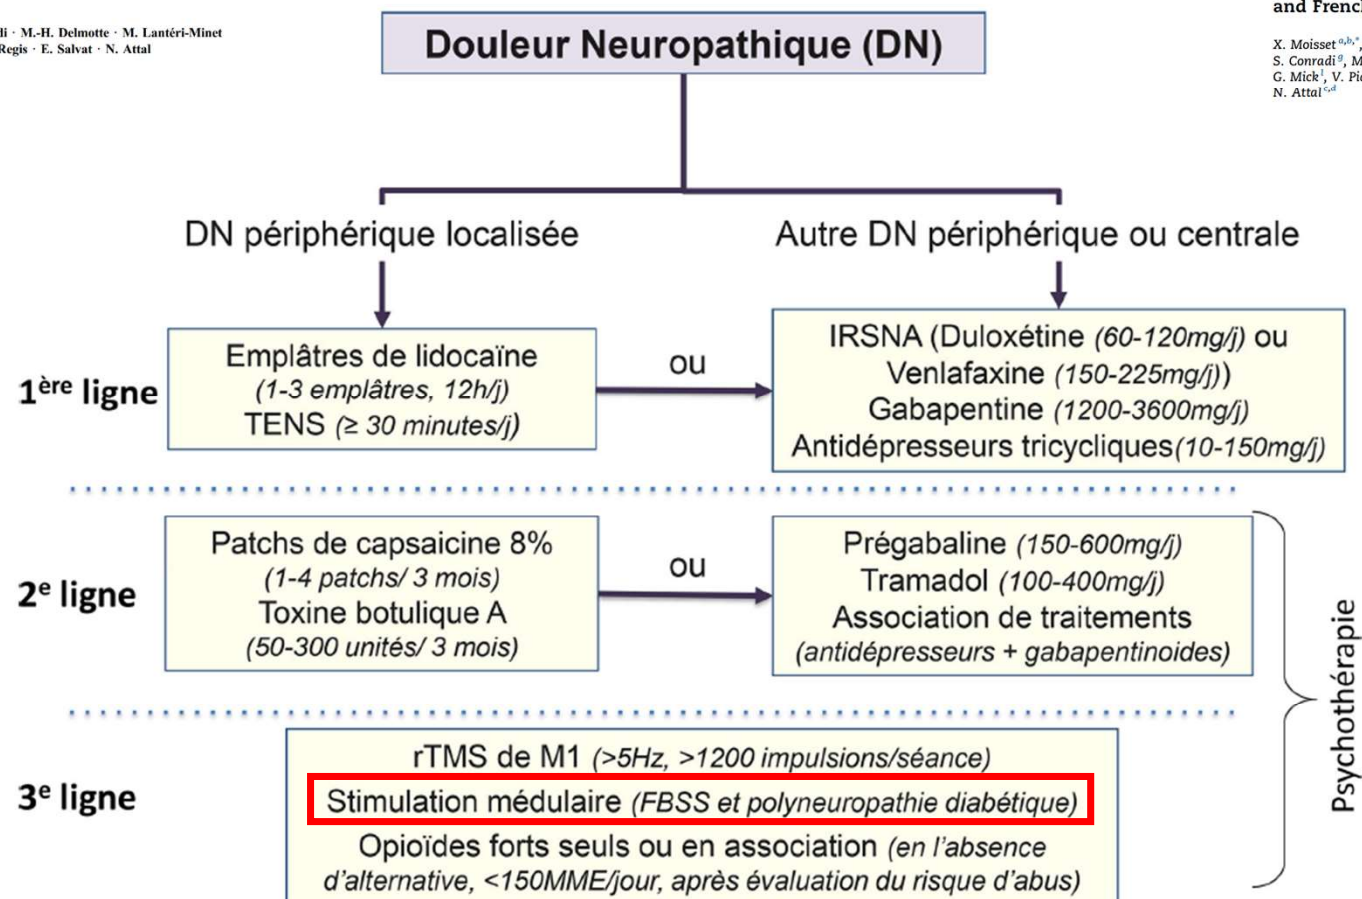 di · M.-H. Delmotte · M. Lantéri-Minet
Regis · E. Salvat · N. Attal
and French
X. Moisset a,b,*,
S. Conradi g, M
G. Mick l, V. Pic
N. Attal c,d
Douleur Neuropathique (DN)
DN périphérique localisée
Autre DN périphérique ou centrale
1ère ligne
Emplâtres de lidocaïne
(1-3 emplâtres, 12h/j)
TENS (≥ 30 minutes/j)
ou
IRSNA (Duloxétine (60-120mg/j) ou
Venlafaxine (150-225mg/j))
Gabapentine (1200-3600mg/j)
Antidépresseurs tricycliques(10-150mg/j)
2e ligne
Patchs de capsaicine 8%
(1-4 patchs/ 3 mois)
Toxine botulique A
(50-300 unités/ 3 mois)
ou
Prégabaline (150-600mg/j)
Tramadol (100-400mg/j)
Association de traitements
(antidépresseurs + gabapentinoides)
Psychothérapie
3e ligne
rTMS de M1 (>5Hz, >1200 impulsions/séance)
Stimulation médulaire (FBSS et polyneuropathie diabétique)
Opioïdes forts seuls ou en association (en l'absence
d'alternative, <150MME/jour, après évaluation du risque d'abus)